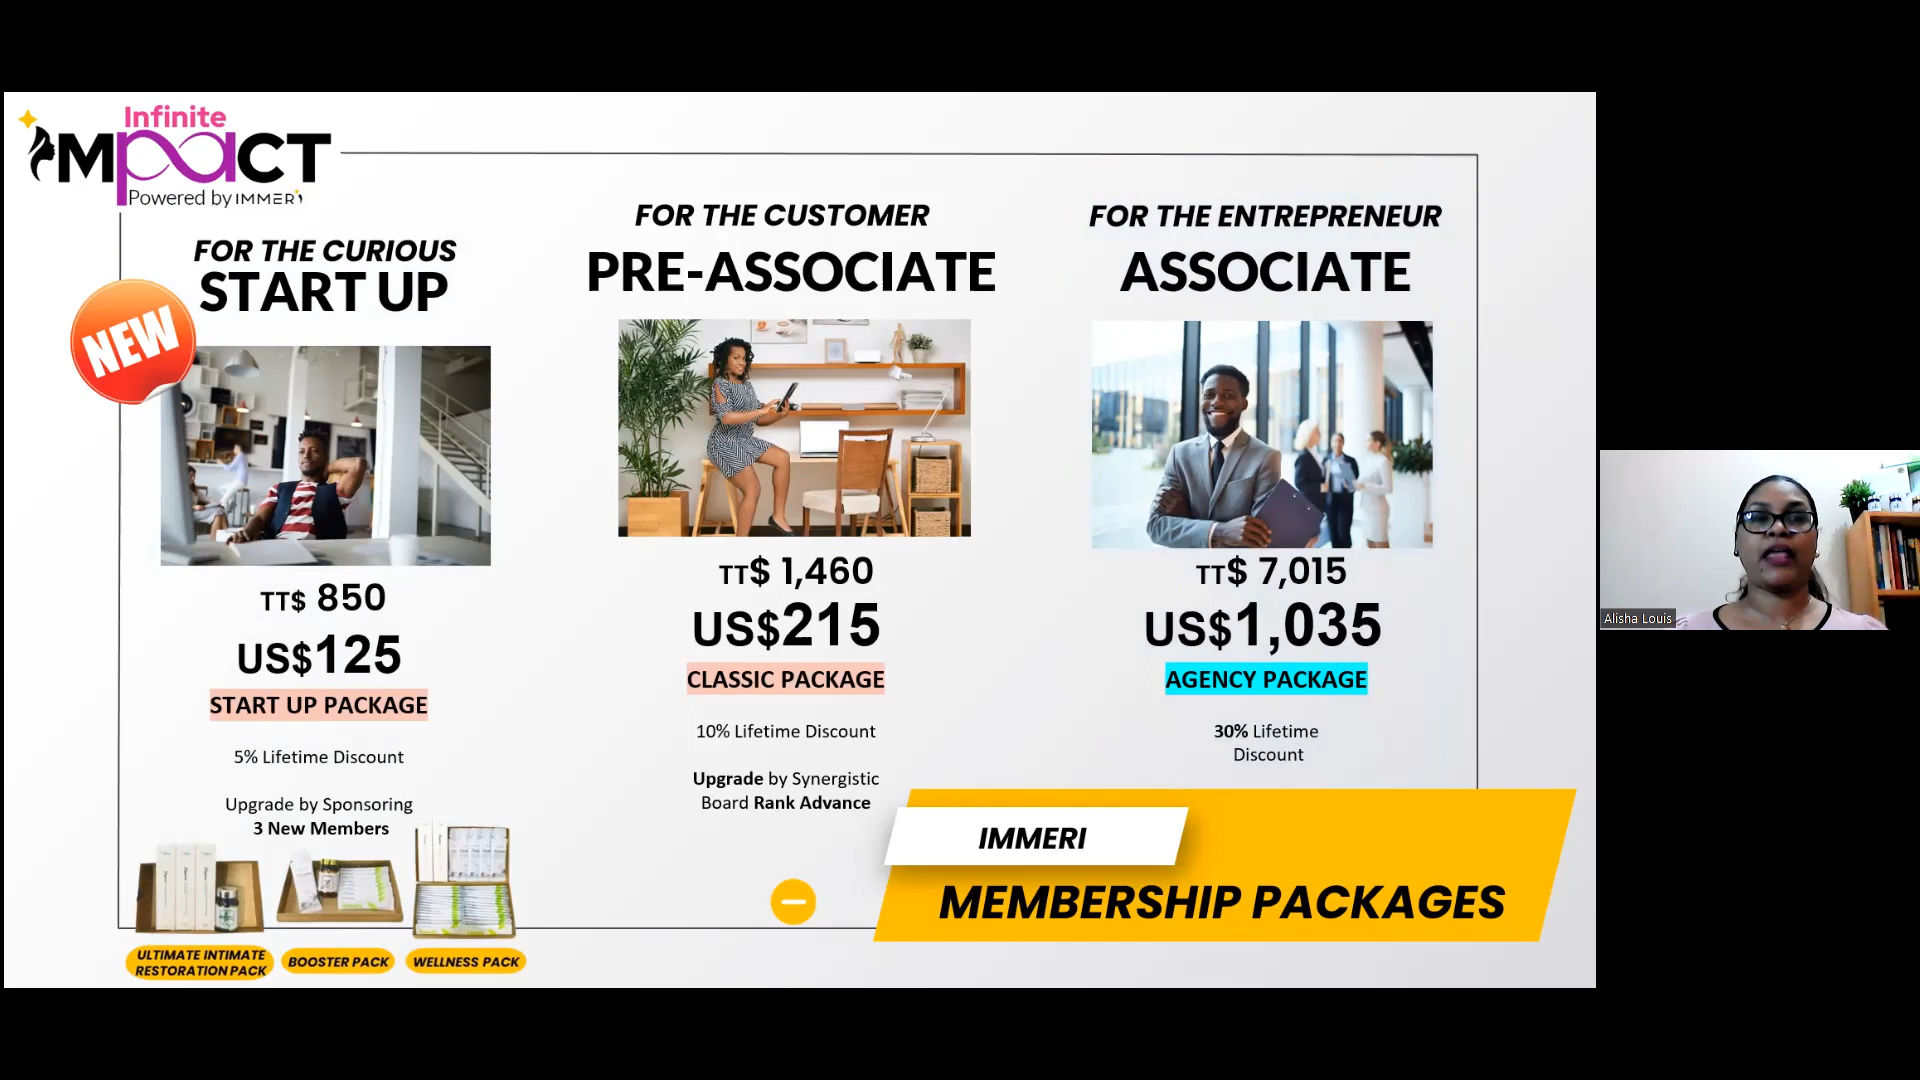 Infinite
iMPACT
Powered by IMMERi
FOR THE CURIOUS
START UP
NEW
TT$ 850
US$125
START UP PACKAGE
5% Lifetime Discount
Upgrade by Sponsoring
3 New Members
ULTIMATE INTIMATE
RESTORATION PACK
BOOSTER PACK
WELLNESS PACK
FOR THE CUSTOMER
PRE-ASSOCIATE
TT$ 1,460
US$215
CLASSIC PACKAGE
10% Lifetime Discount
Upgrade by Synergistic
Board Rank Advance
FOR THE ENTREPRENEUR
ASSOCIATE
TT$ 7,015
US$1,035
AGENCY PACKAGE
30% Lifetime
Discount
IMMERI
MEMBERSHIP PACKAGES
Alisha Louis